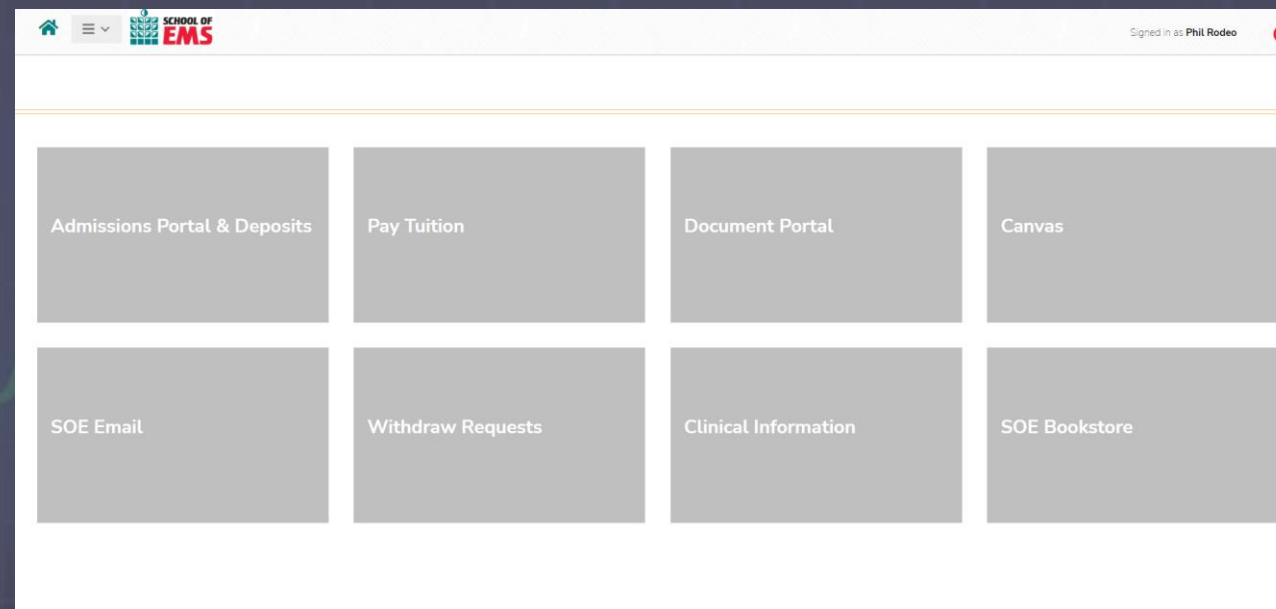 SCHOOL OF
EMS
Signed in as Phil Rodeo
Admissions Portal & Deposits
Pay Tuition
Document Portal
Canvas
SOE Email
Withdraw Requests
Clinical Information
SOE Bookstore